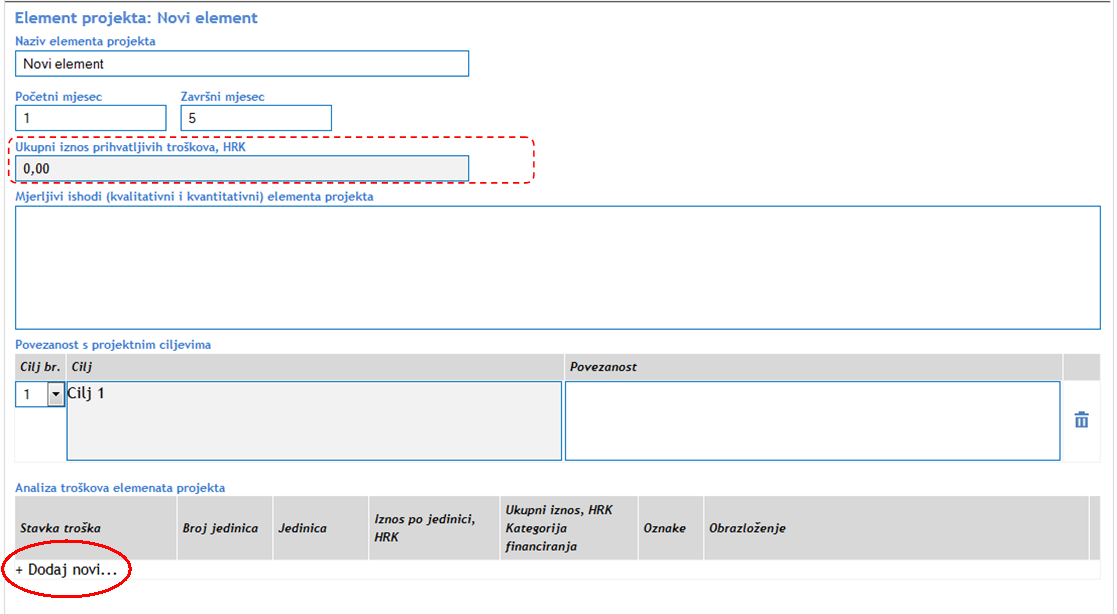 Element projekta: Novi element
Naziv elementa projekta
Novi element
Početni mjesec Završni mjesec
1 5
Ukupni iznos prihvatljivih troškova, HRK
0,00
Mjerljivi ishodi (kvalitativni i kvantitativni) elementa projekta
Povezanost s projektnim ciljevima
Cilj br. Cilj Povezanost
1 Cilj 1
Analiza troškova elemenata projekta
Stavka troška Broj jedinica Jedinica Iznos po jedinici, HRK Ukupni iznos, HRK Kategorija financiranja Oznake Obrazloženje
+ Dodaj novi...